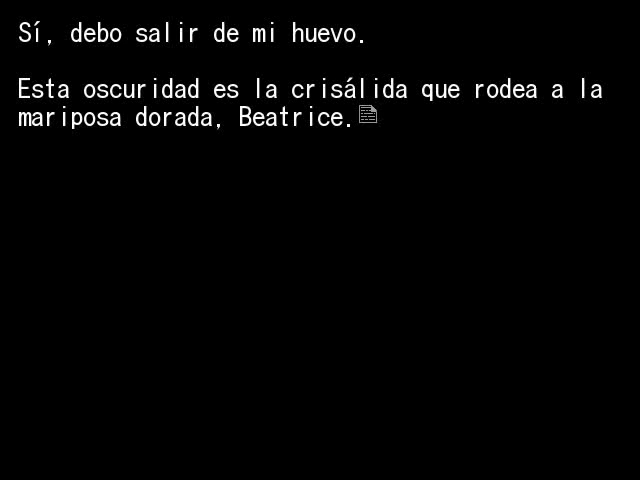 Sí, debo salir de mi huevo.
Esta oscuridad es la crisálida que rodea a la
mariposa dorada, Beatrice.